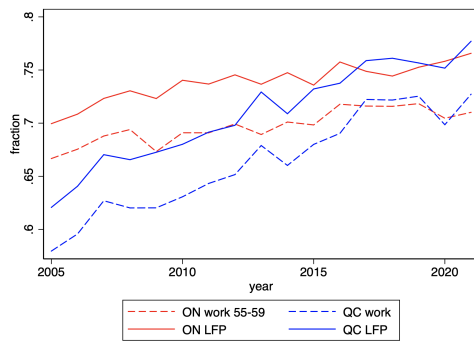 .8
.75
.7
.65
.6
fraction
2005 2010 2015 2020
year
ON work 55-59 QC work
ON LFP QC LFP